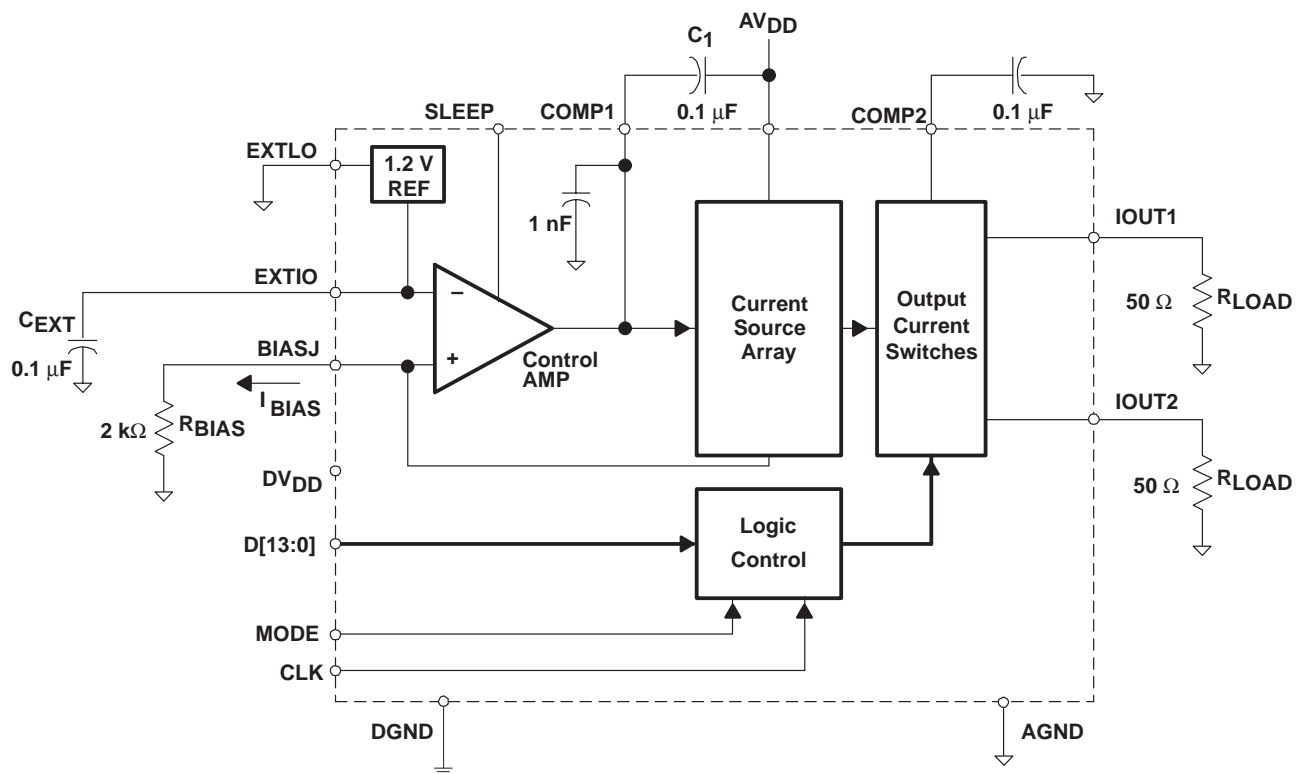 AVDD
C1
0.1 µF
SLEEP
COMP1
COMP2
0.1 µF
EXTLO
1.2 V
REF
1 nF
IOUT1
EXTIO
−
50 Ω
RLOAD
CEXT
0.1 µF
BIASJ
+
Control
AMP
Current
Source
Array
Output
Current
Switches
IBIAS
2 kΩ
RBIAS
IOUT2
DVDD
50 Ω
RLOAD
D[13:0]
Logic
Control
MODE
CLK
DGND
AGND